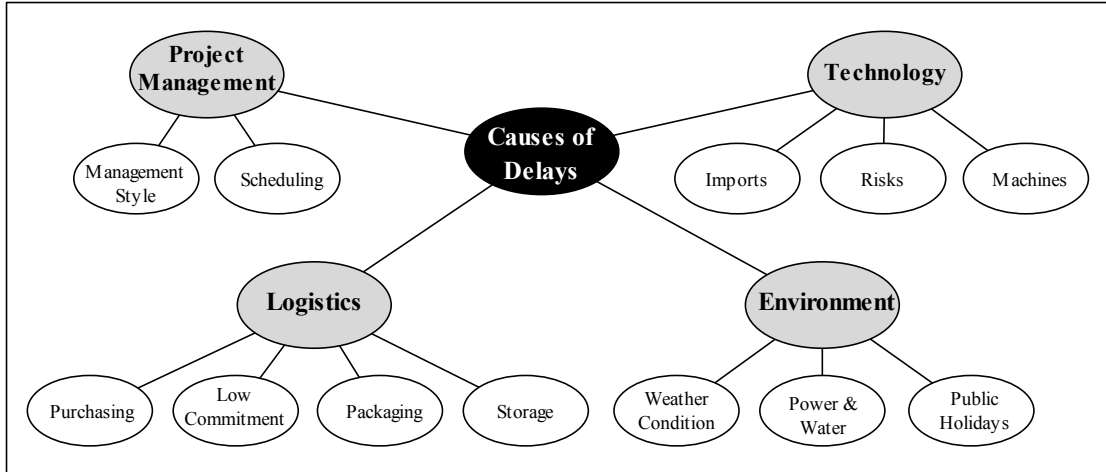 Project
Management
Technology
Causes of
Delays
Management
Style
Scheduling
Imports
Risks
Machines
Logistics
Environment
Purchasing
Low
Commitment
Packaging
Storage
Weather
Condition
Power &
Water
Public
Holidays